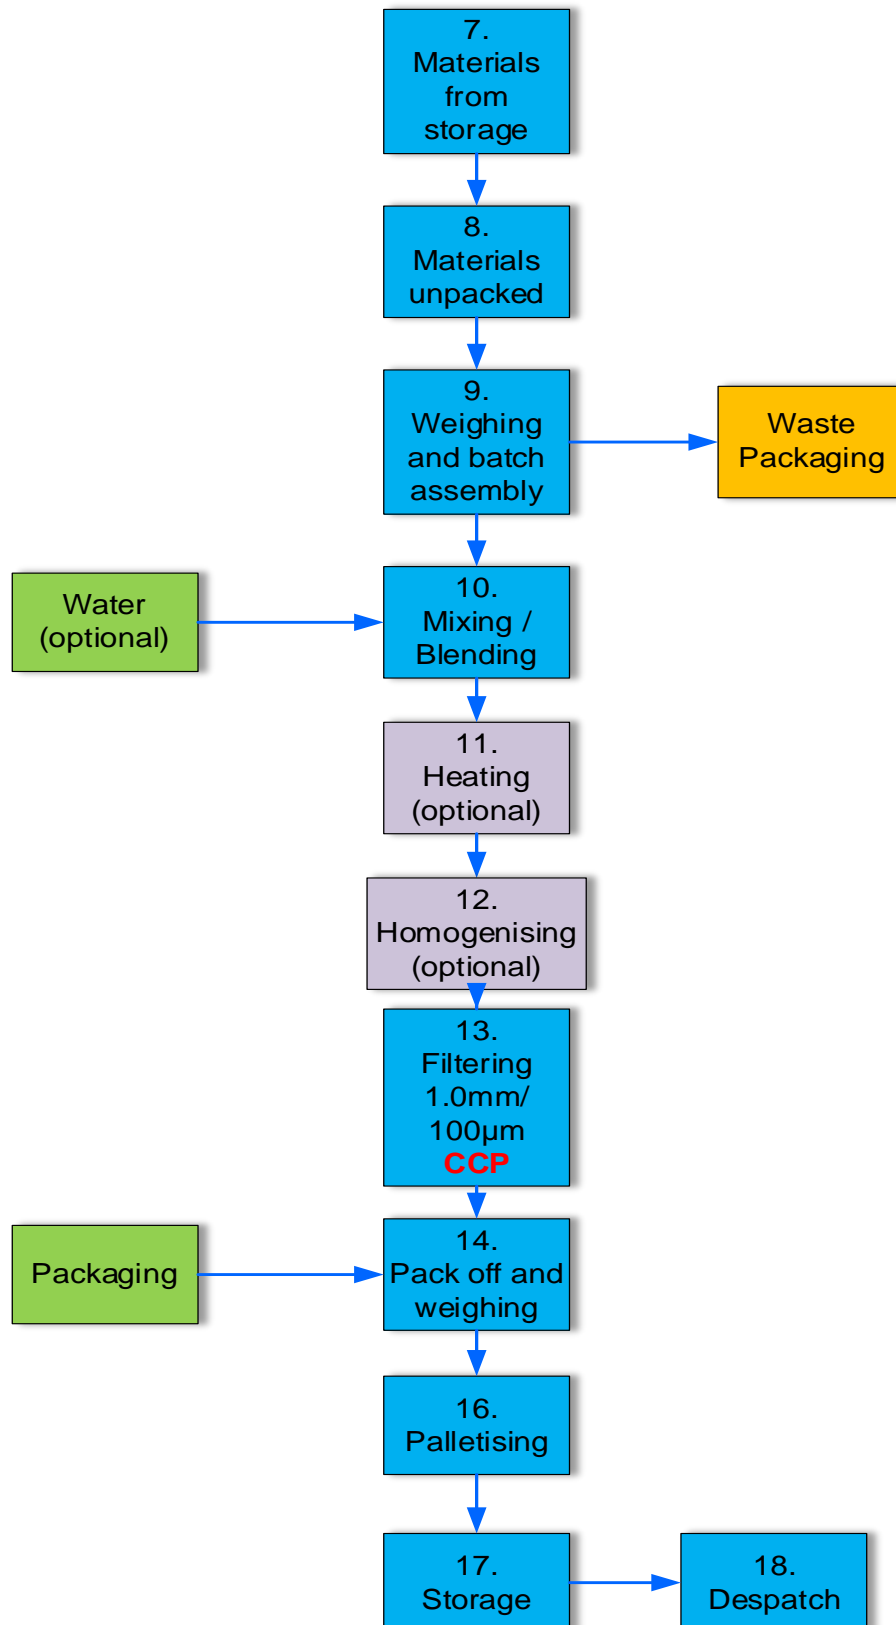 7.
Materials
from
storage
8.
Materials
unpacked
9.
Weighing
and batch
assembly
Waste
Packaging
Water
(optional)
10.
Mixing /
Blending
11.
Heating
(optional)
12.
Homogenising
(optional)
13.
Filtering
1.0mm/
100µm
CCP
Packaging
14.
Pack off and
weighing
16.
Palletising
17.
Storage
18.
Despatch